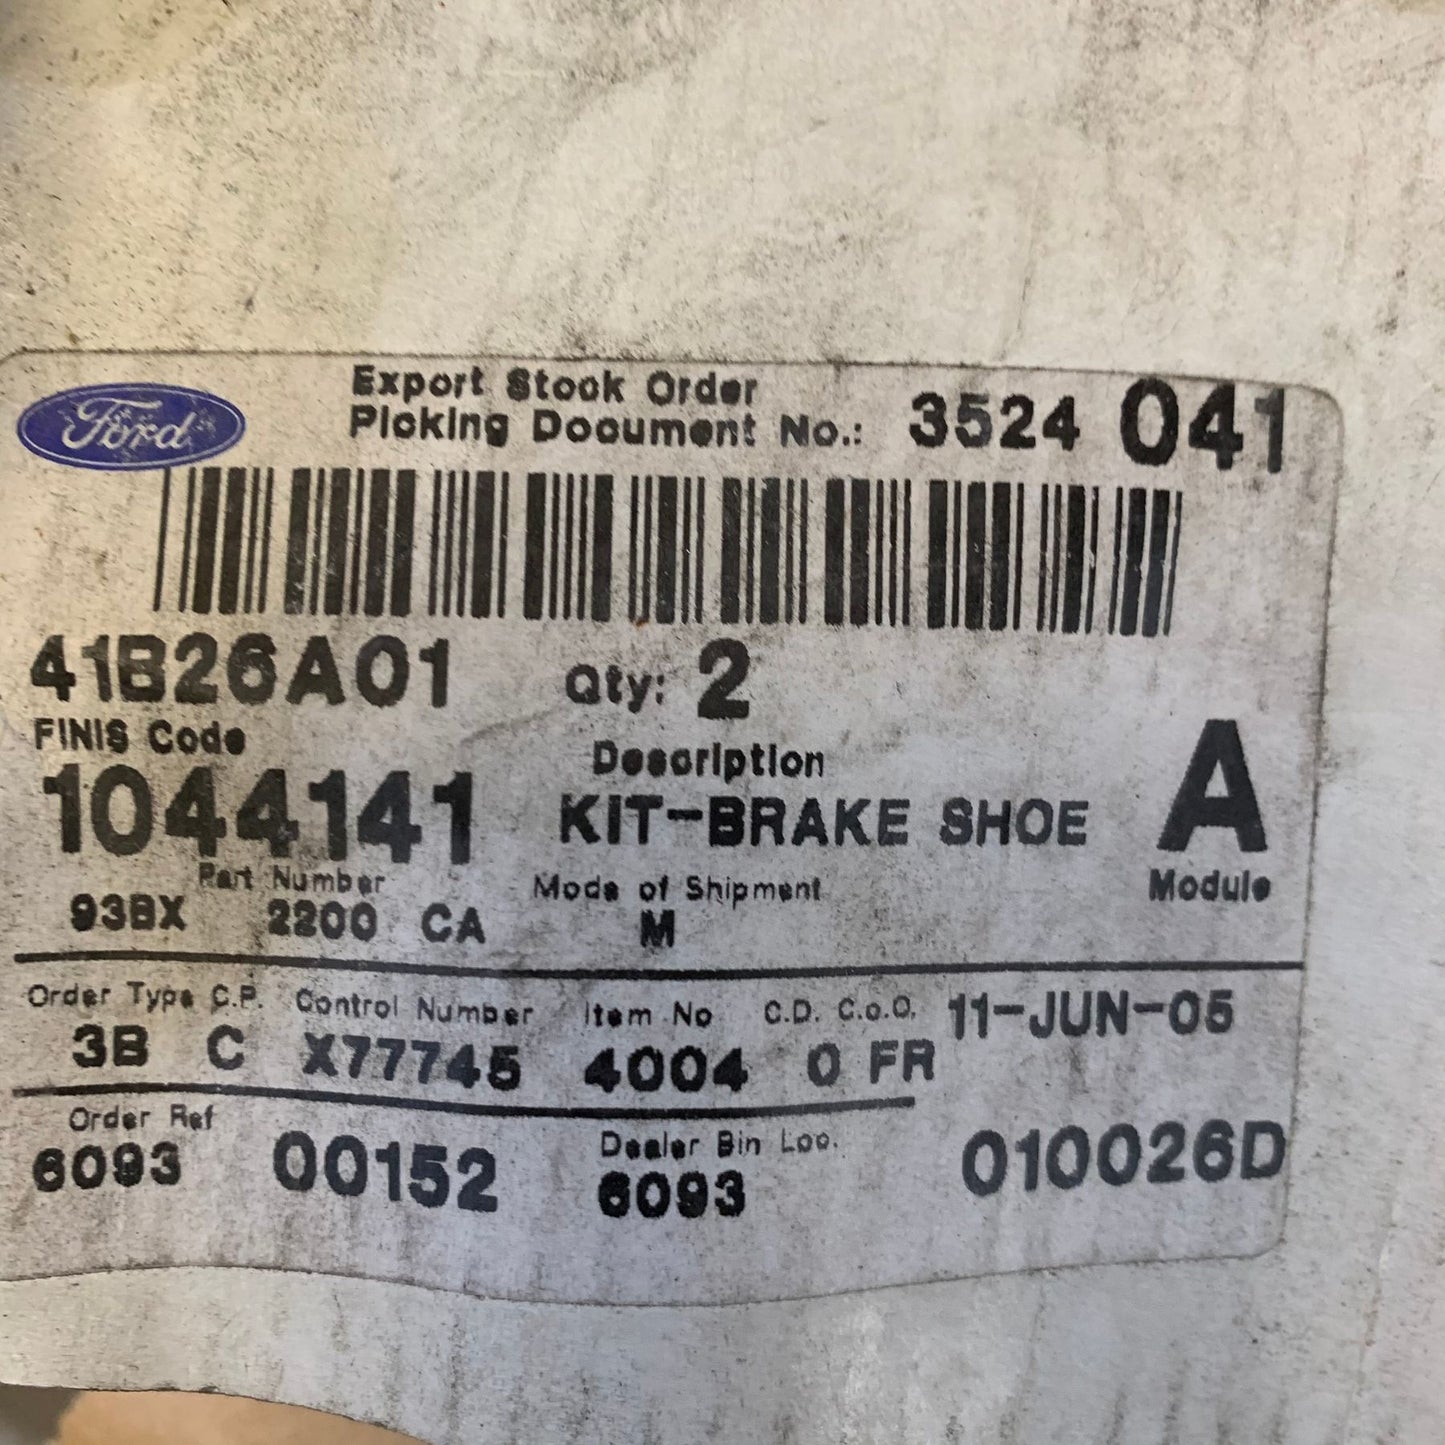 Ford
Export Stock Order
Picking Document No.: 3524 041
41B26A01 Qty: 2
FINIS Code Description
1044141 KIT-BRAKE SHOE A
Part Number Mode of Shipment Module
93BX 2200 CA M
Order Type C.P. Control Number Item No C.D. C.o.O. 11-JUN-05
3B C X77745 4004 0 FR
Order Ref Dealer Bin Loc.
6093 00152 6093 010026D